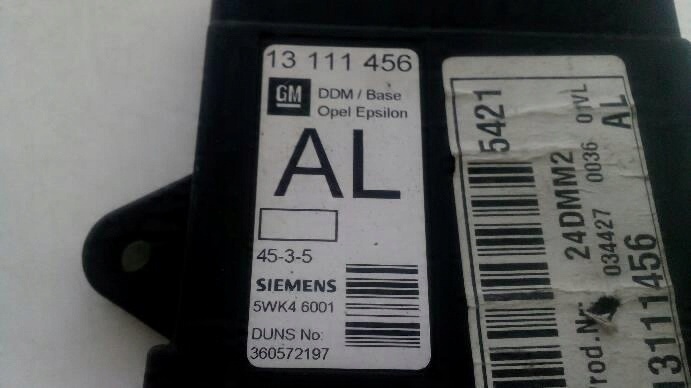 13 111 456
GM
DDM / Base
Opel Epsilon
AL
45-3-5
SIEMENS
5WK4 6001
DUNS No:
360572197
5421
24DMM2
034427 0036 01VL
rod.Nr:
13111456 AL